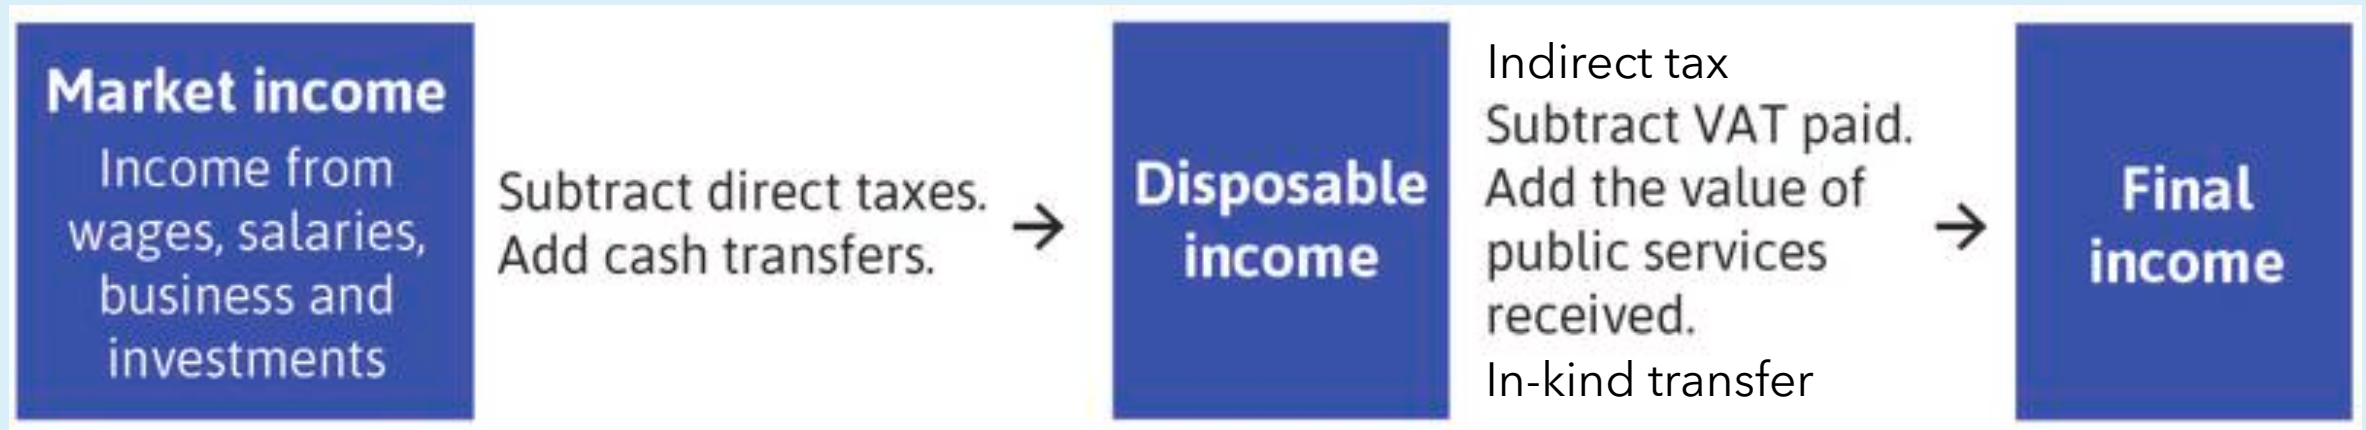 Market income
Income from
wages, salaries,
business and
investments
Subtract direct taxes.
Add cash transfers.
→
Disposable
income
Indirect tax
Subtract VAT paid.
Add the value of
public services
received.
In-kind transfer
→
Final
income